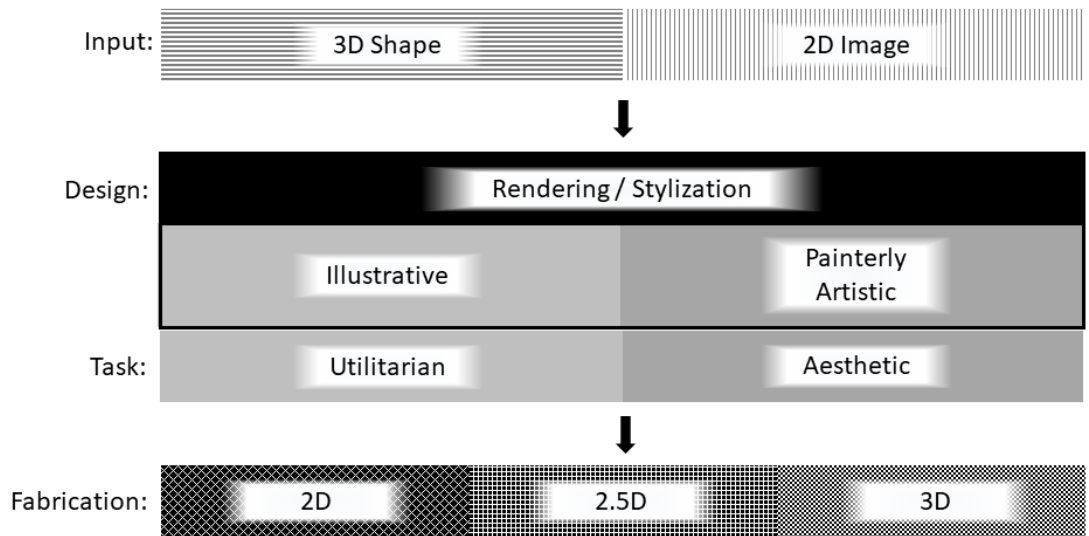 Input:
3D Shape
2D Image
Design:
Rendering / Stylization
Illustrative
Painterly
Artistic
Task:
Utilitarian
Aesthetic
Fabrication:
2D
2.5D
3D